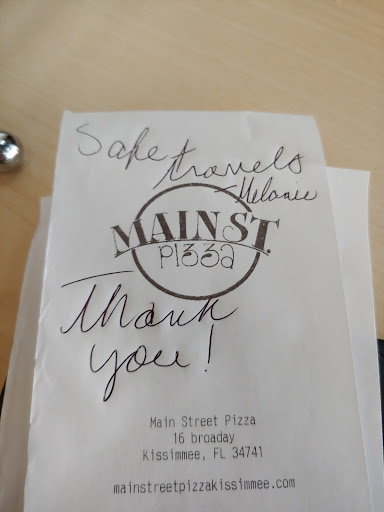 Safe
travels
-Melanie
MAIN ST.
Pizza
Thank
you!
Main Street Pizza
16 broaday
Kissimmee, FL 34741
mainstreetpizzakissimmee.com